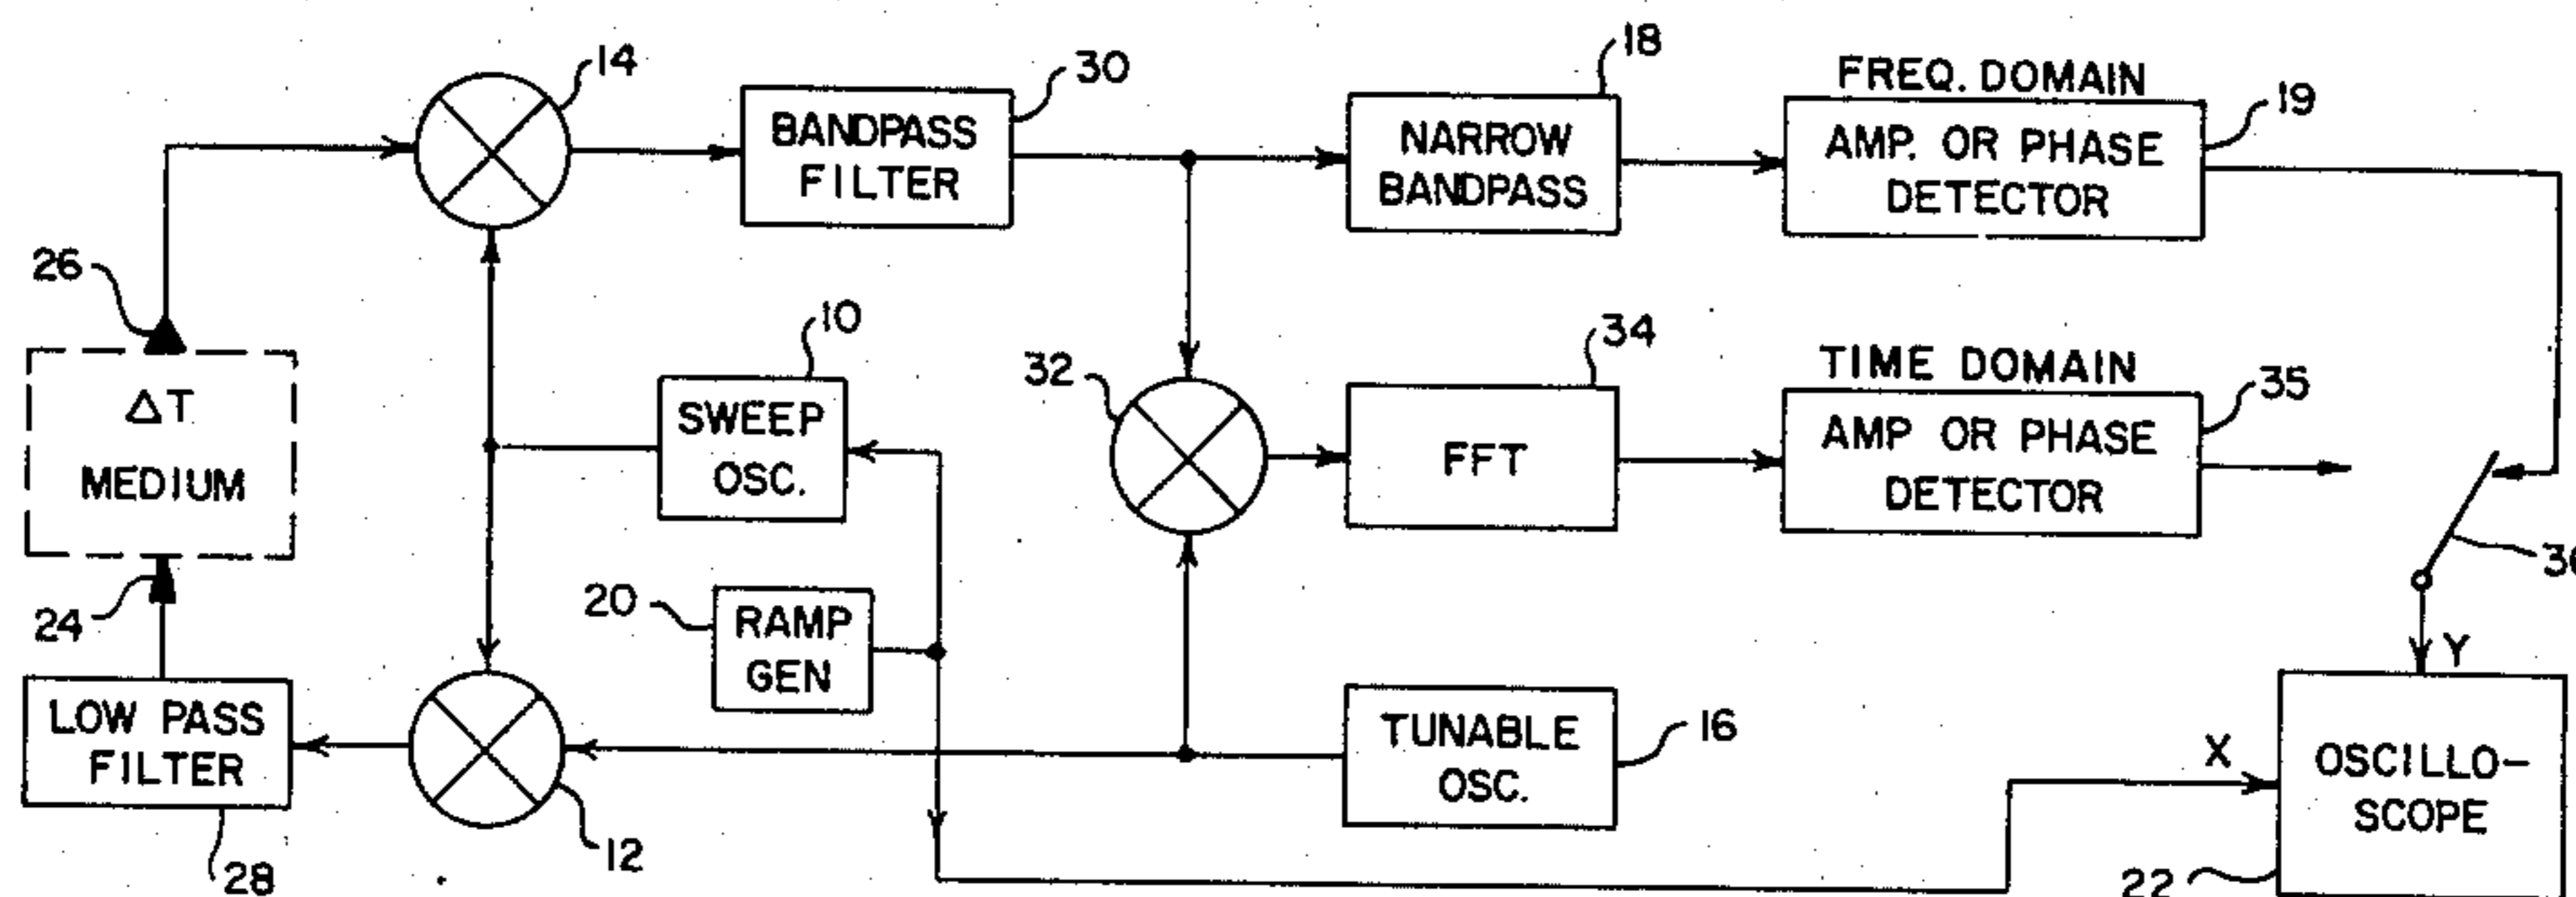 14
BANDPASS
FILTER
30
NARROW
BANDPASS
18
FREQ. DOMAIN
AMP. OR PHASE
DETECTOR
19
26
ΔT
MEDIUM
24
SWEEP
OSC.
10
32
FFT
34
TIME DOMAIN
AMP OR PHASE
DETECTOR
35
20
RAMP
GEN
LOW PASS
FILTER
28
12
TUNABLE
OSC.
16
Y
X
OSCILLO-
SCOPE
22